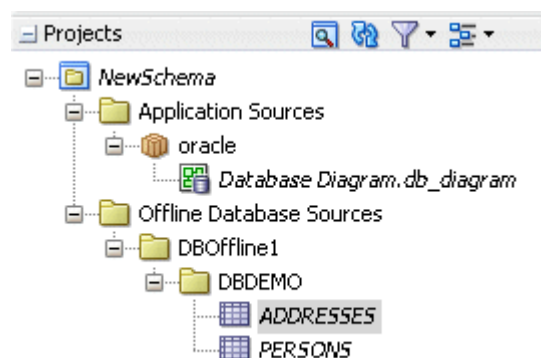 Projects
NewSchema
Application Sources
oracle
Database Diagram.db_diagram
Offline Database Sources
DBOffline1
DBDEMO
ADDRESSES
PERSONS